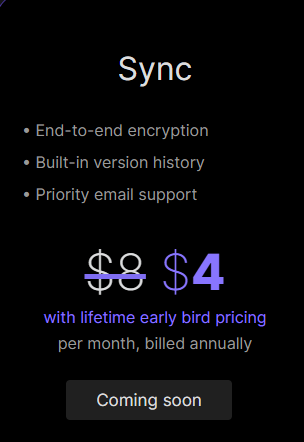 Sync
• End-to-end encryption
• Built-in version history
• Priority email support
$8 $4
with lifetime early bird pricing
per month, billed annually
Coming soon